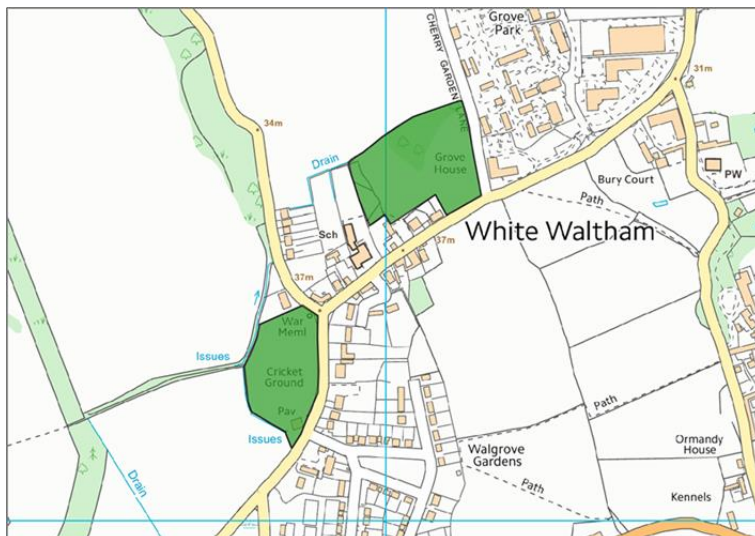 Grove
Park
CHERRY GARDEN
LANE
31m
34m
Drain
Grove
House
PW
Bury Court
Path
Sch
White Waltham
37m
37m
War
Meml
Issues
Cricket
Ground
Path
Pav
Issues
Ormandy
House
Walgrove
Gardens
Drain
Path
Kennels